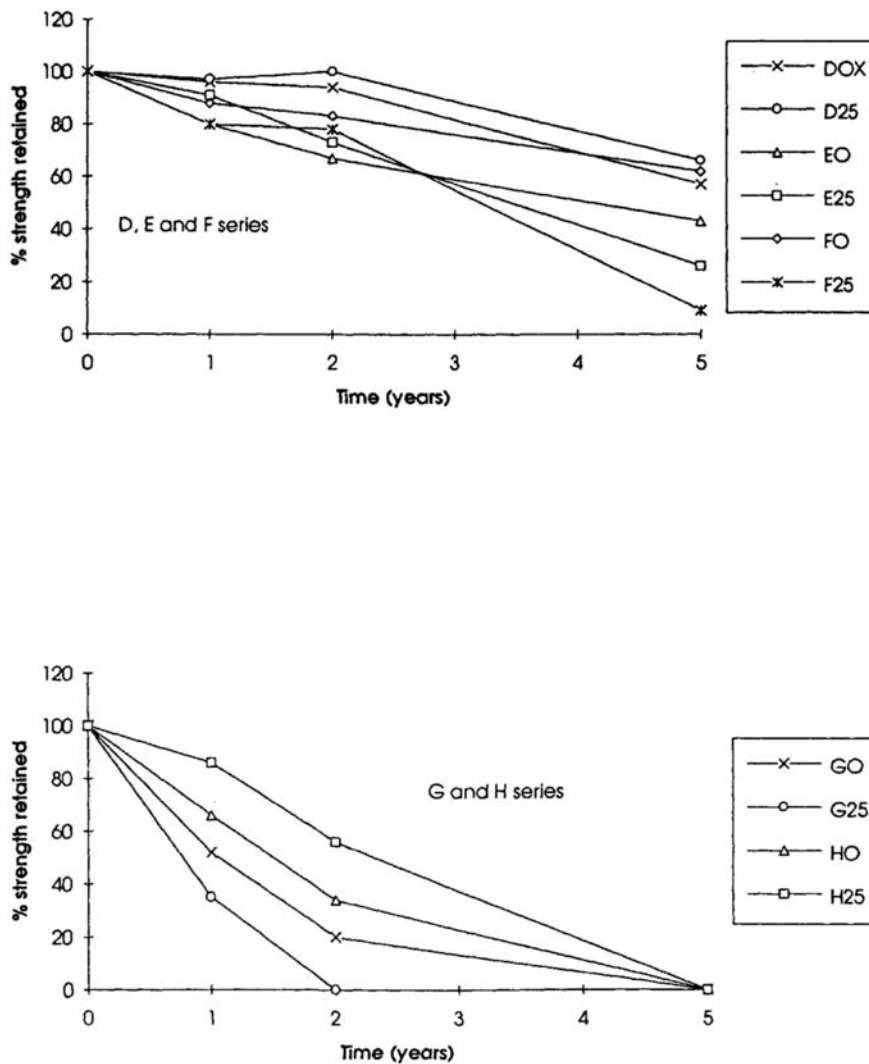 120
100
80
60
40
20
0
% strength retained
D, E and F series
0 1 2 3 4 5
Time (years)
DOX
D25
EO
E25
FO
F25
120
100
80
60
40
20
0
% strength retained
G and H series
0 1 2 3 4 5
Time (years)
GO
G25
HO
H25